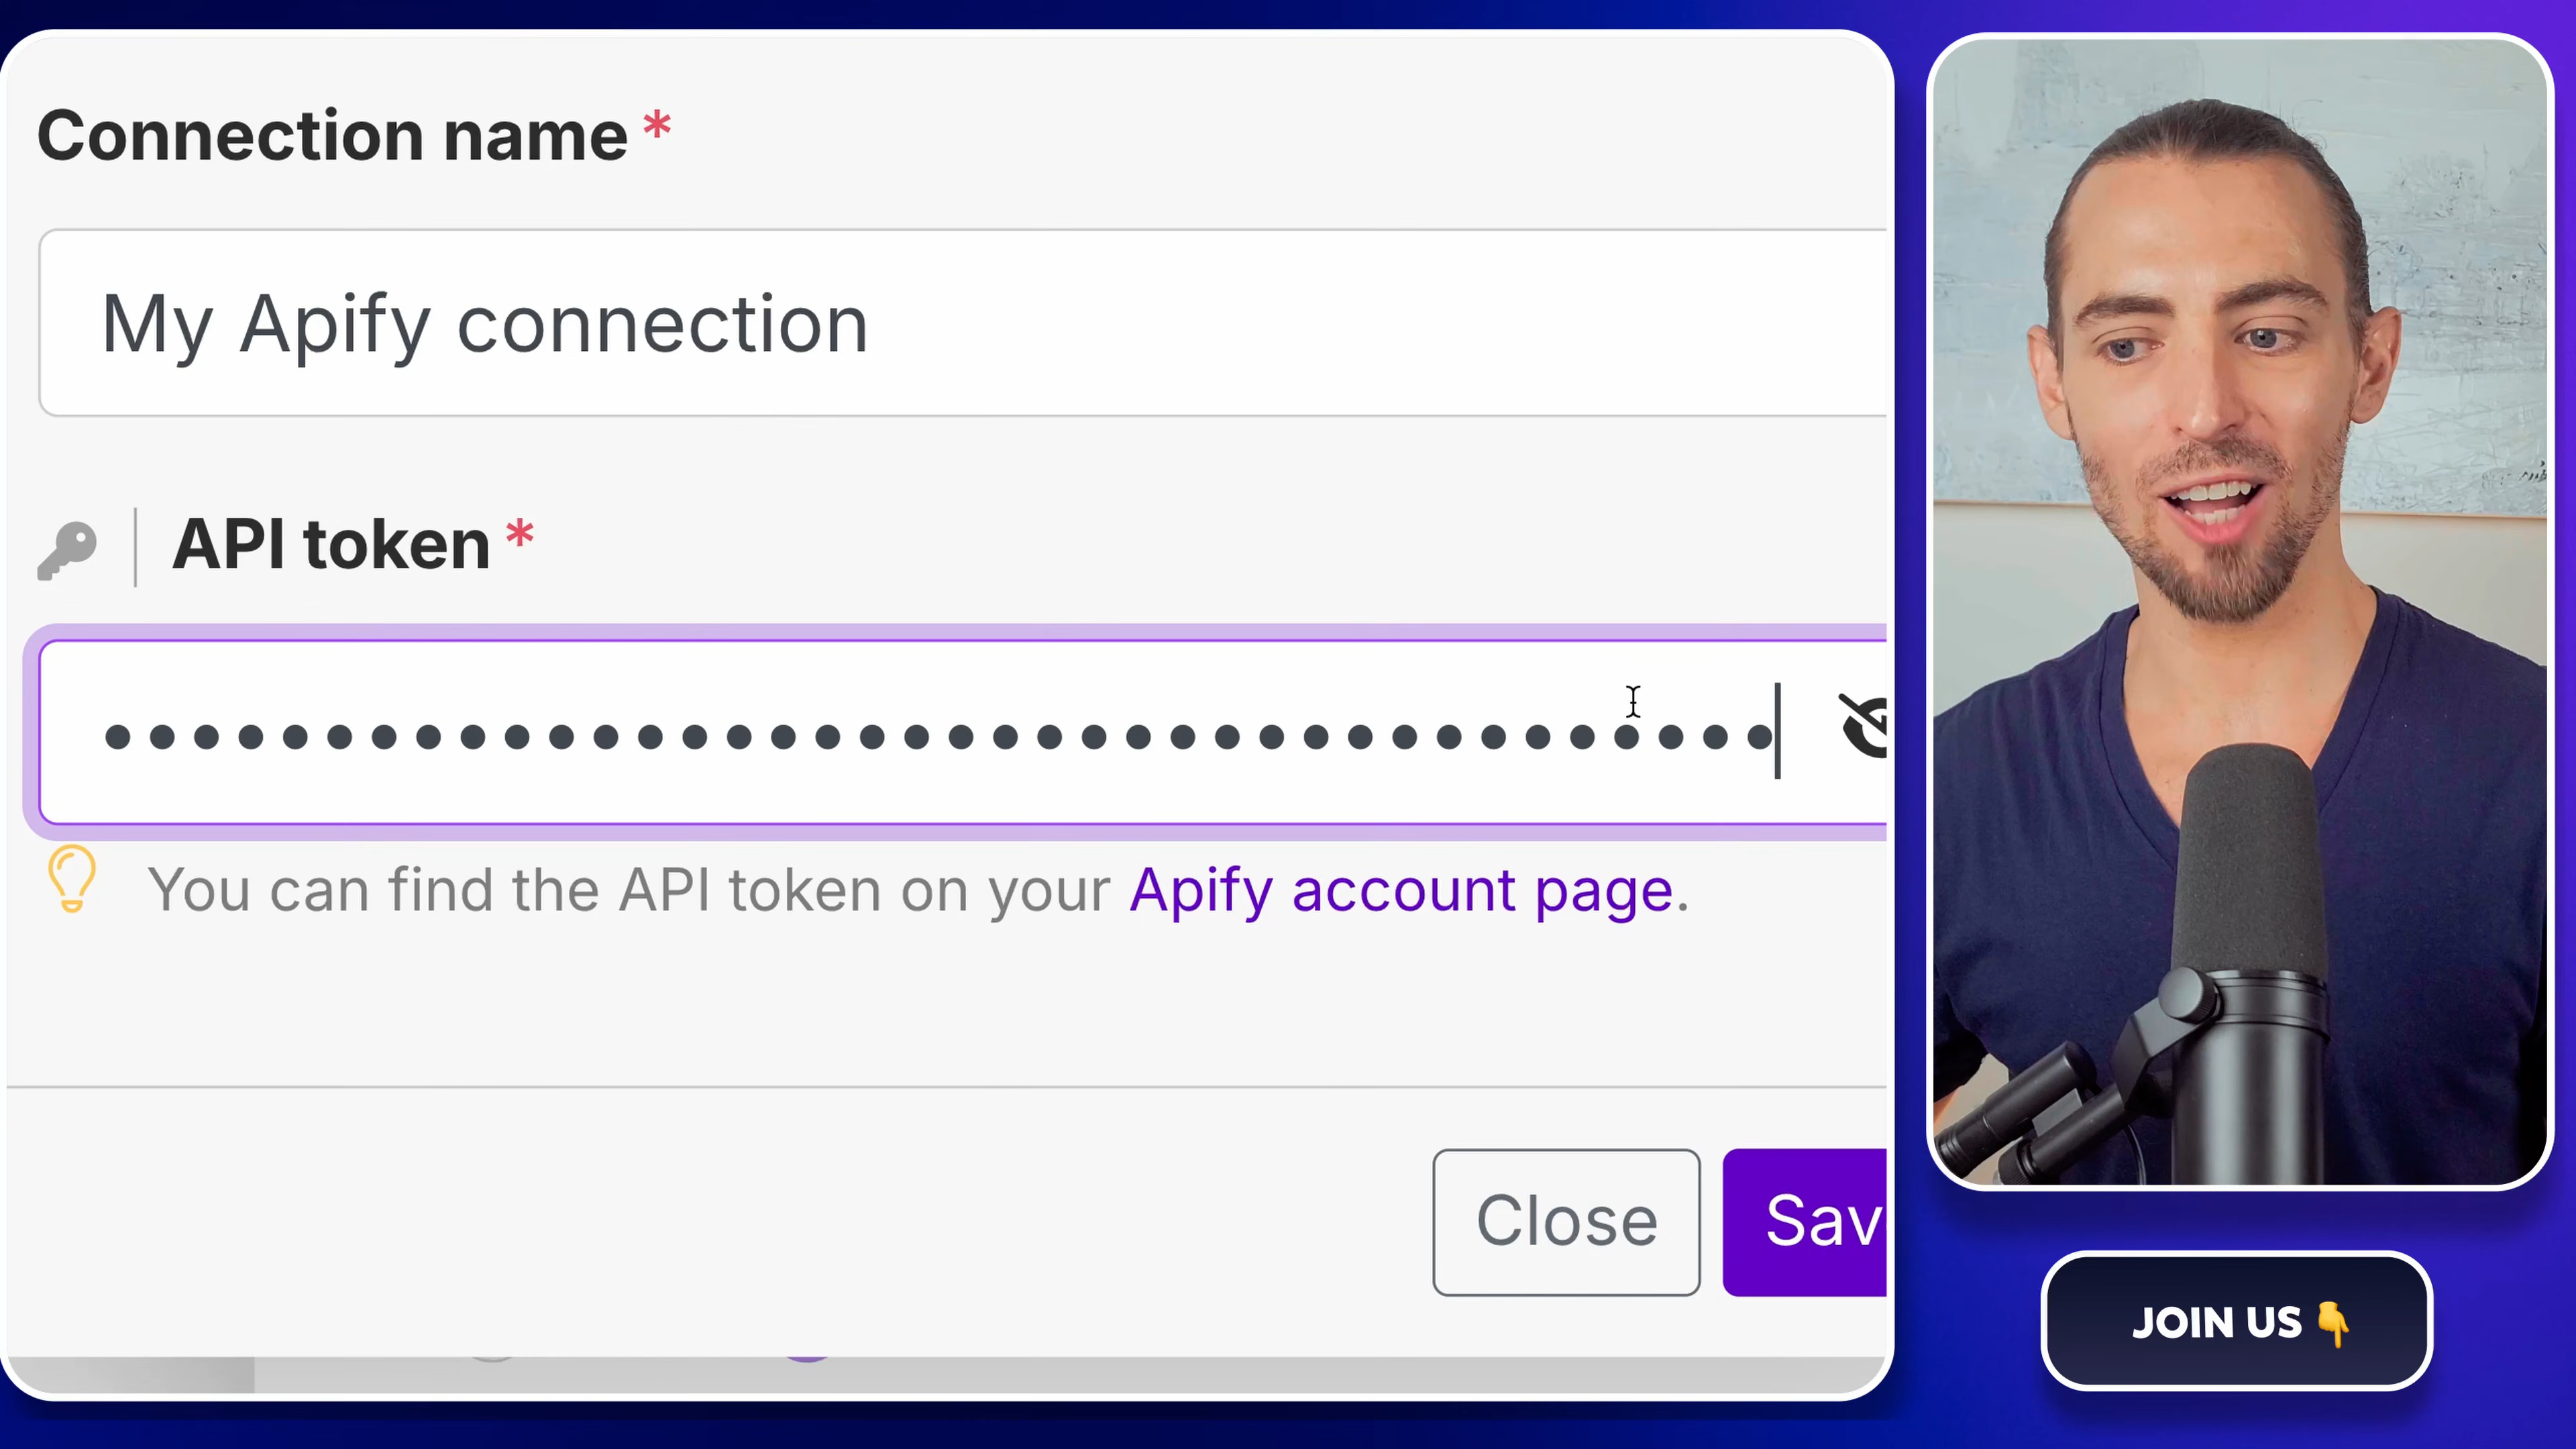 Connection name *
My Apify connection
API token *
You can find the API token on your Apify account page.
Close
Sav
JOIN US 👇